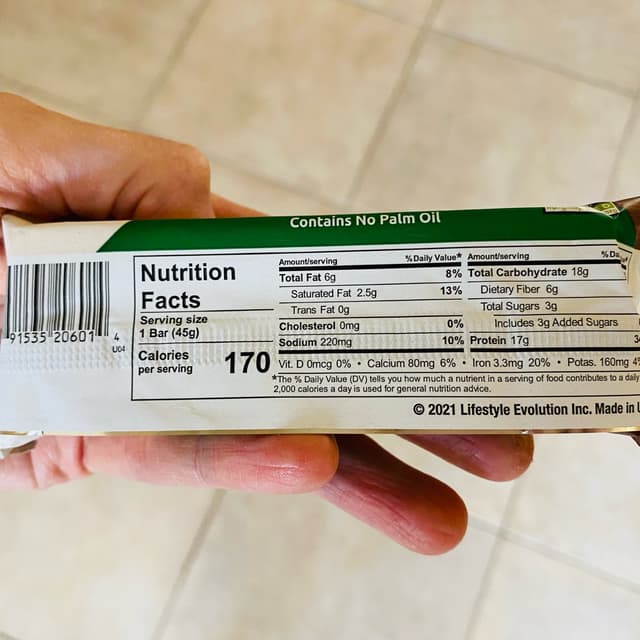 Contains No Palm Oil
91535 20601 4
U04
Nutrition
Facts
Serving size
1 Bar (45g)
Calories
per serving
170
Amount/serving %Daily Value*
Total Fat 6g 8%
Saturated Fat 2.5g 13%
Trans Fat 0g
Cholesterol 0mg 0%
Sodium 220mg 10%
Amount/serving %Da
Total Carbohydrate 18g
Dietary Fiber 6g
Total Sugars 3g
Includes 3g Added Sugars
Protein 17g 3
Vit. D 0mcg 0% • Calcium 80mg 6% • Iron 3.3mg 20% • Potas. 160mg 4%
*The % Daily Value (DV) tells you how much a nutrient in a serving of food contributes to a daily
2,000 calories a day is used for general nutrition advice.
© 2021 Lifestyle Evolution Inc. Made in U